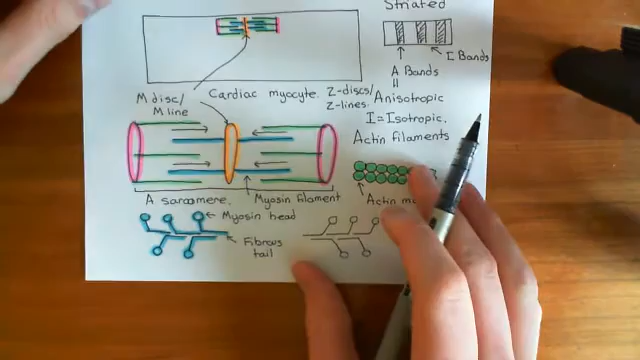 Striated
I Bands
A Bands
=
Anisotropic
I = Isotropic.
M disc/
M line
Cardiac myocyte.
Z-discs/
Z-lines.
Actin filaments
A sarcomere.
Myosin filament
Actin
Myosin head
Fibrous
tail